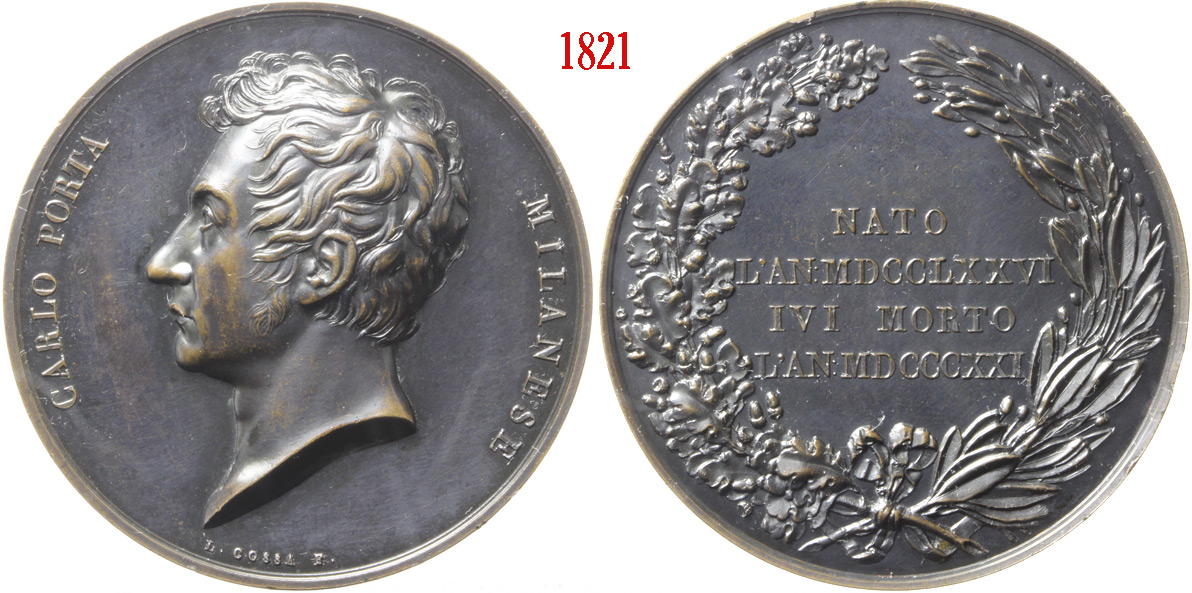 1821
CARLO PORTA
MILANESE
L. COSSA F.
NATO
L'AN·MDCCLXXVI
IVI MORTO
L'AN·MDCCCXXI